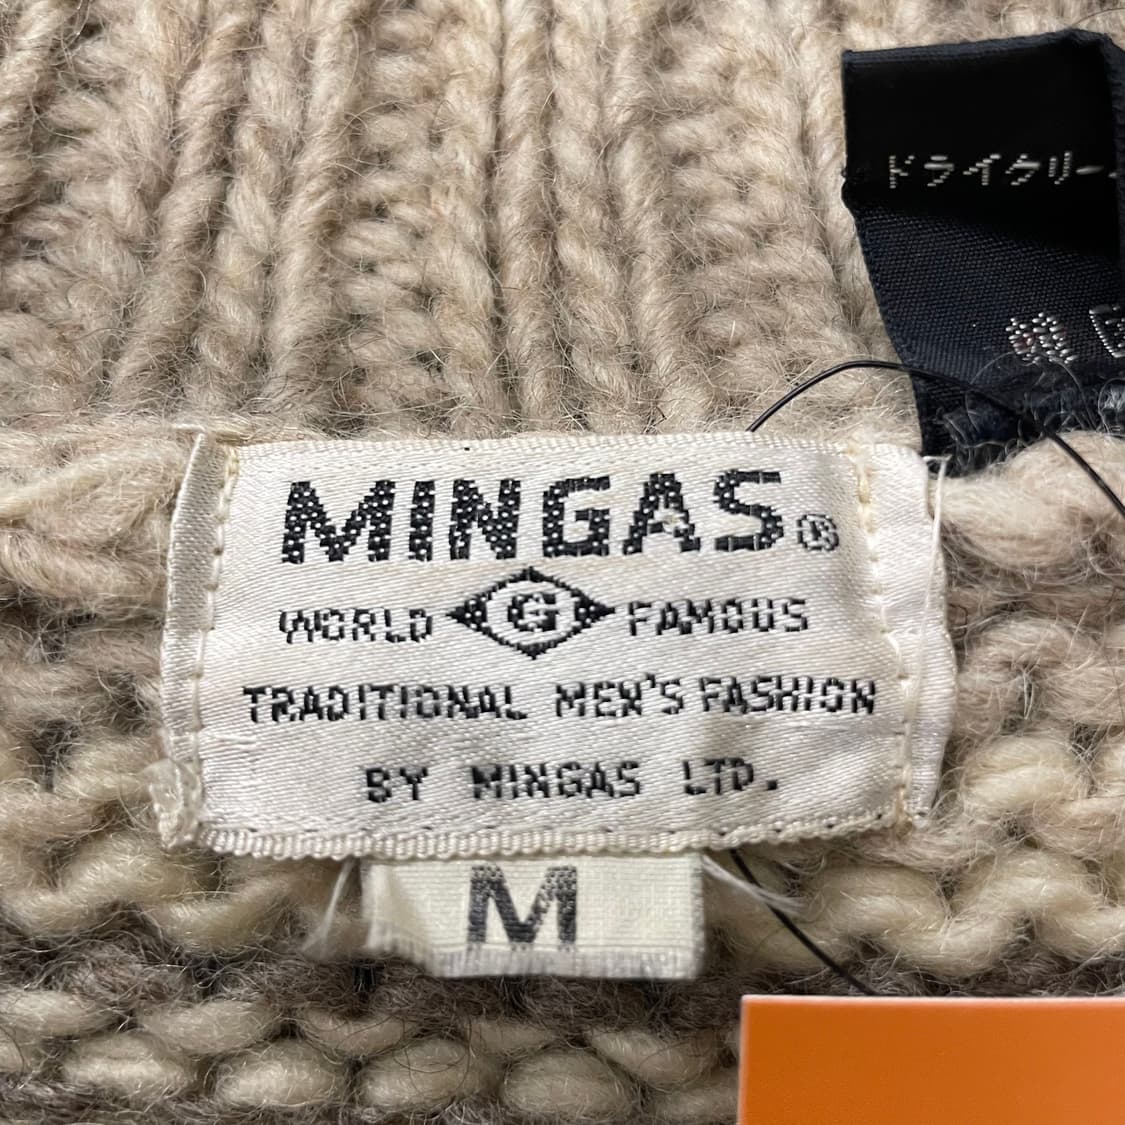 ドライクリー
MINGAS®
WORLD G FAMOUS
TRADITIONAL MEN'S FASHION
BY MINGAS LTD.
M